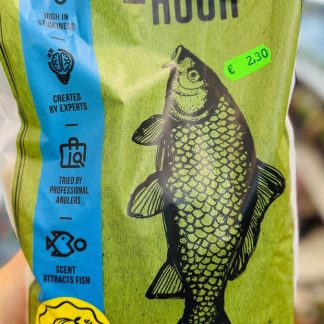 HOOK
€ 2,30
HIGH IN
STICKINESS
CREATED
BY EXPERTS
TRIED BY
PROFESSIONAL
ANGLERS
SCENT
ATTRACTS FISH